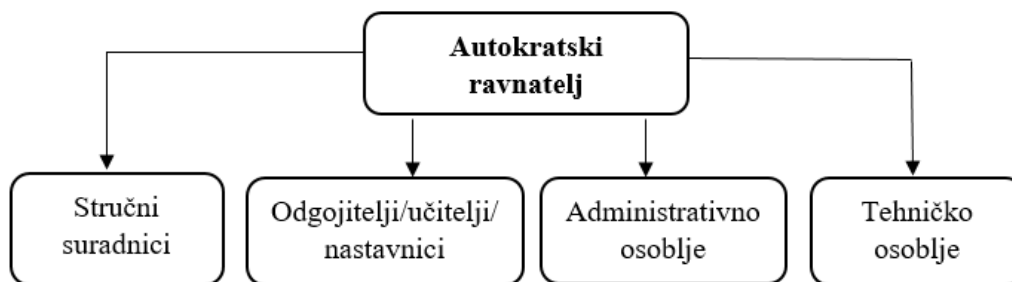 Autokratski
ravnatelj
Stručni
suradnici
Odgojitelji/učitelji/
nastavnici
Administrativno
osoblje
Tehničko
osoblje